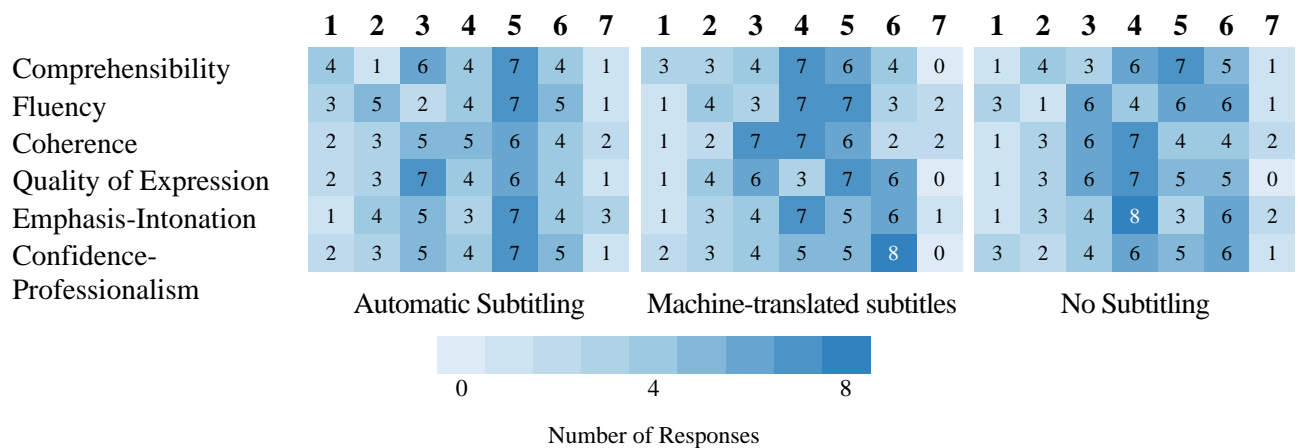 1 2 3 4 5 6 7 1 2 3 4 5 6 7 1 2 3 4 5 6 7
Comprehensibility 4 1 6 4 7 4 1 3 3 4 7 6 4 0 1 4 3 6 7 5 1
Fluency 3 5 2 4 7 5 1 1 4 3 7 7 3 2 3 1 6 4 6 6 1
Coherence 2 3 5 5 6 4 2 1 2 7 7 6 2 2 1 3 6 7 4 4 2
Quality of Expression 2 3 7 4 6 4 1 1 4 6 3 7 6 0 1 3 6 7 5 5 0
Emphasis-Intonation 1 4 5 3 7 4 3 1 3 4 7 5 6 1 1 3 4 8 3 6 2
Confidence- 2 3 5 4 7 5 1 2 3 4 5 5 8 0 3 2 4 6 5 6 1
Professionalism
Automatic Subtitling Machine-translated subtitles No Subtitling
0 4 8
Number of Responses